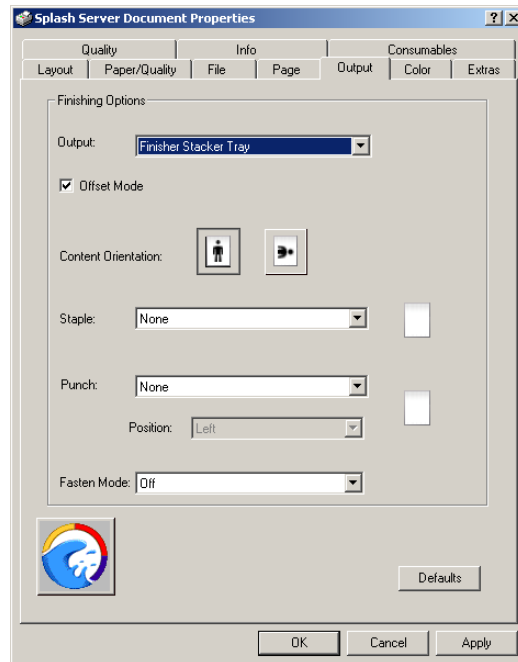 Splash Server Document Properties
Quality Info Consumables
Layout Paper/Quality File Page Output Color Extras
Finishing Options
Output: Finisher Stacker Tray
Offset Mode
Content Orientation:
Staple: None
Punch: None
Position: Left
Fasten Mode: Off
Defaults
OK Cancel Apply